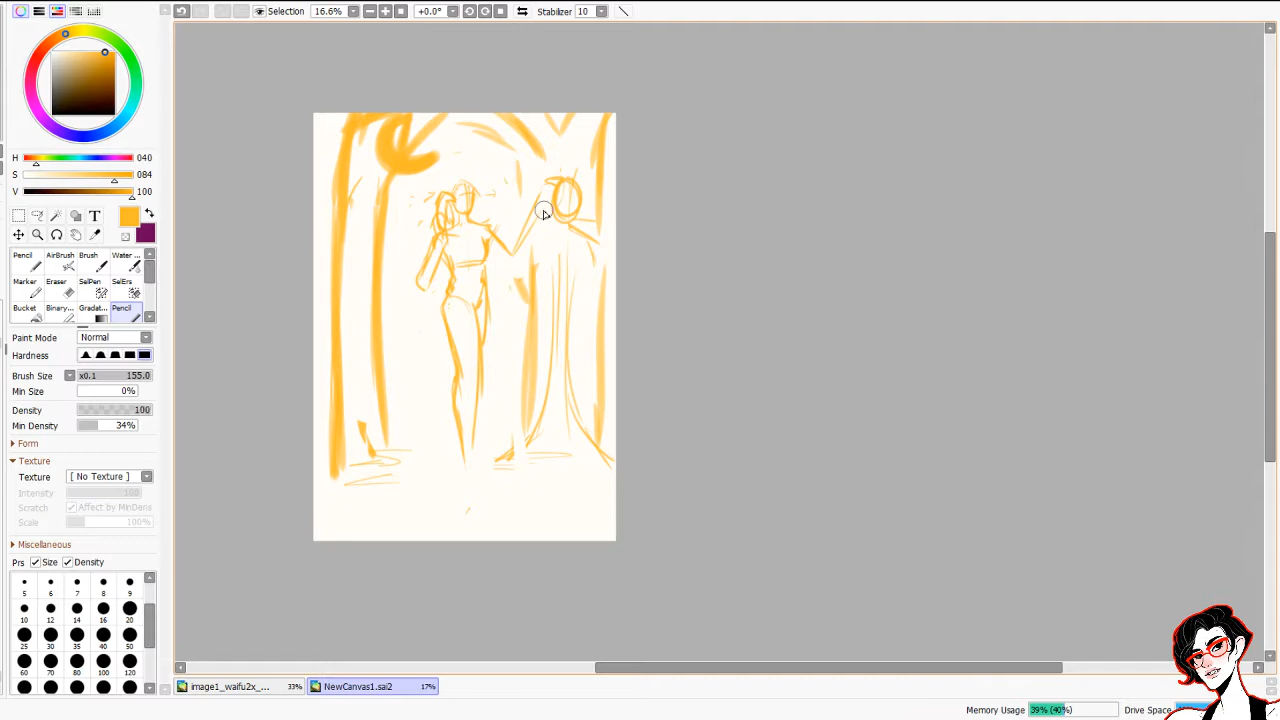 Selection 16.6% +0.0° Stabilizer 10
H 040
S 084
V 100
T
Pencil AirBrush Brush Water ...
Marker Eraser SelPen SelErs
Bucket Binary... Gradat... Pencil
Paint Mode Normal
Hardness
Brush Size x0.1 155.0
Min Size 0%
Density 100
Min Density 34%
Form
Texture
Texture [ No Texture ]
Intensity 100
Scratch Affect by MinDens
Scale 100%
Miscellaneous
Prs Size Density
5 6 7 8 9
10 12 14 16 20
25 30 35 40 50
60 70 80 100 120
image1_waifu2x_... 33% NewCanvas1.sai2 17%
Memory Usage 39% (40%) Drive Space